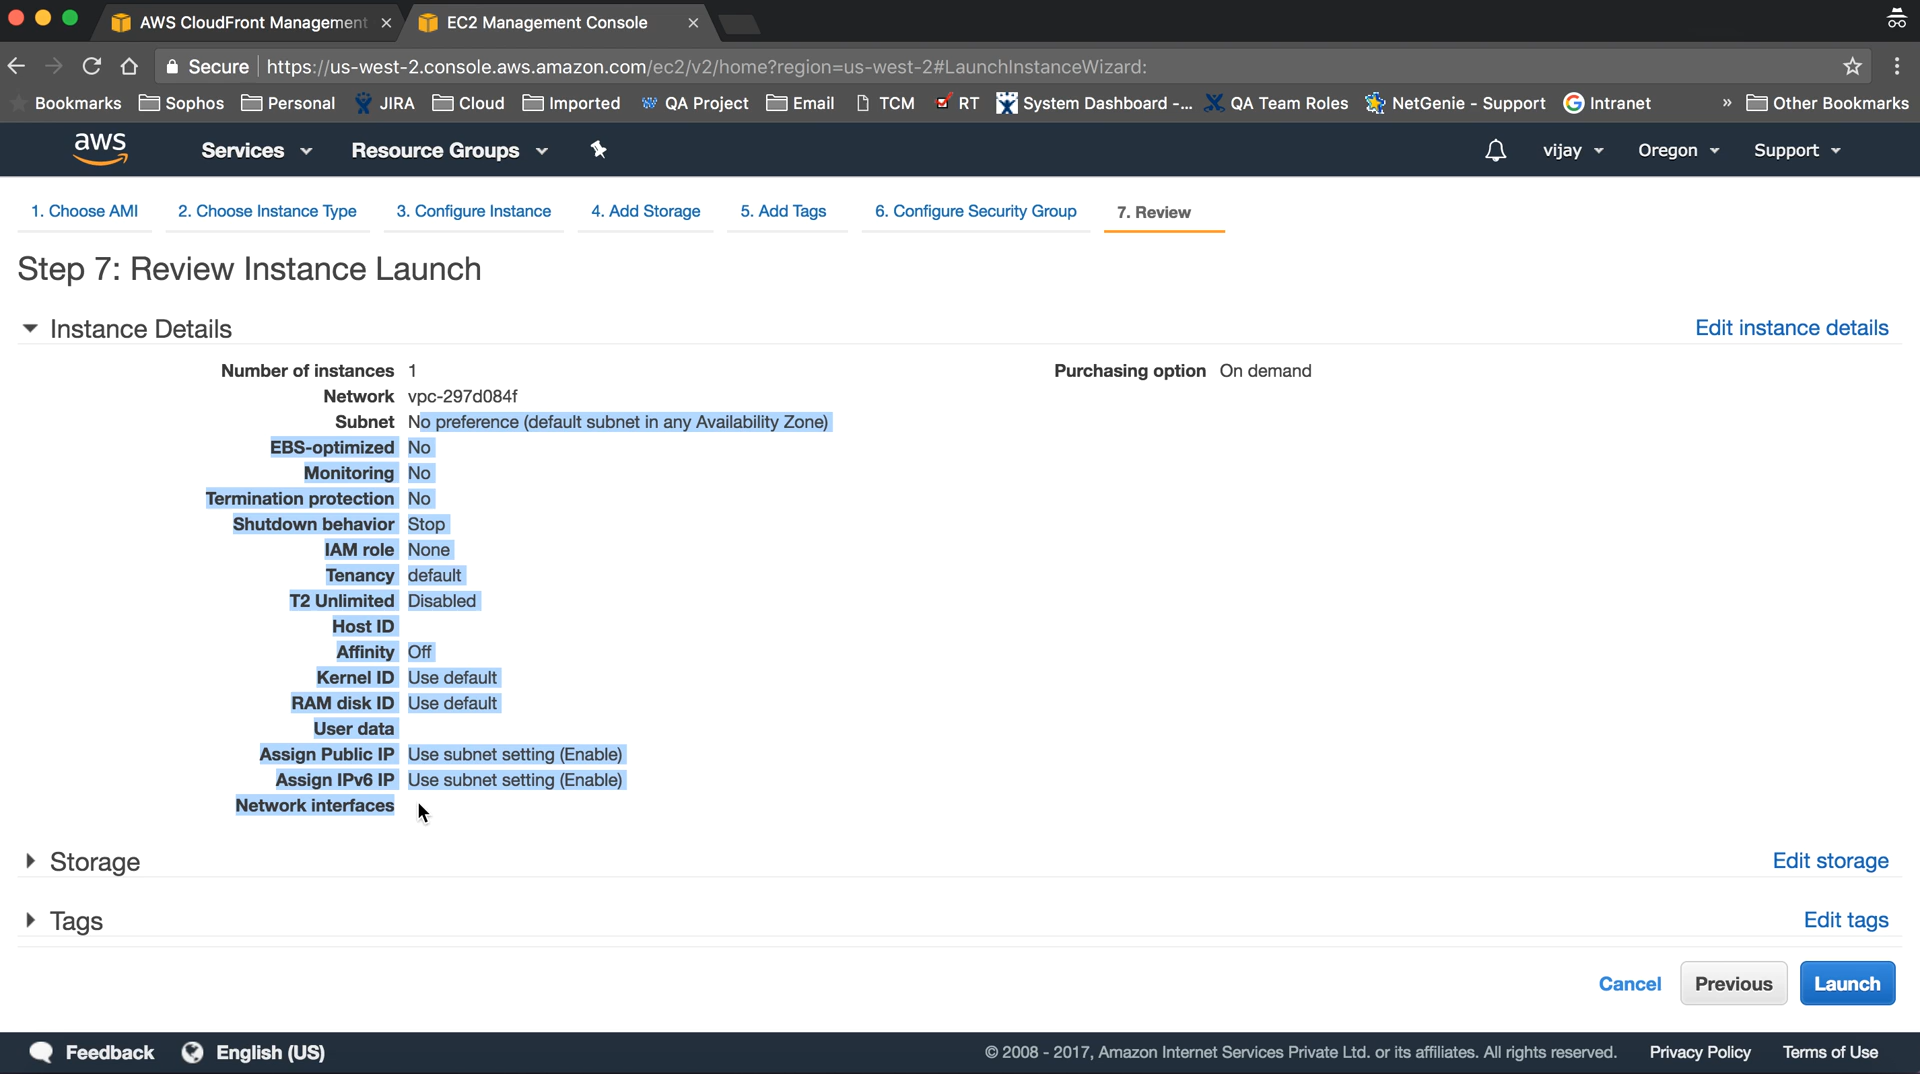 AWS CloudFront Management
EC2 Management Console
Secure https://us-west-2.console.aws.amazon.com/ec2/v2/home?region=us-west-2#LaunchInstanceWizard:
Bookmarks Sophos Personal JIRA Cloud Imported QA Project Email TCM RT System Dashboard -... QA Team Roles NetGenie - Support Intranet » Other Bookmarks
aws Services Resource Groups vijay Oregon Support
1. Choose AMI 2. Choose Instance Type 3. Configure Instance 4. Add Storage 5. Add Tags 6. Configure Security Group 7. Review
Step 7: Review Instance Launch
Instance Details Edit instance details
Number of instances 1 Purchasing option On demand
Network vpc-297d084f
Subnet No preference (default subnet in any Availability Zone)
EBS-optimized No
Monitoring No
Termination protection No
Shutdown behavior Stop
IAM role None
Tenancy default
T2 Unlimited Disabled
Host ID
Affinity Off
Kernel ID Use default
RAM disk ID Use default
User data
Assign Public IP Use subnet setting (Enable)
Assign IPv6 IP Use subnet setting (Enable)
Network interfaces
Storage Edit storage
Tags Edit tags
Cancel Previous Launch
Feedback English (US) © 2008 - 2017, Amazon Internet Services Private Ltd. or its affiliates. All rights reserved. Privacy Policy Terms of Use